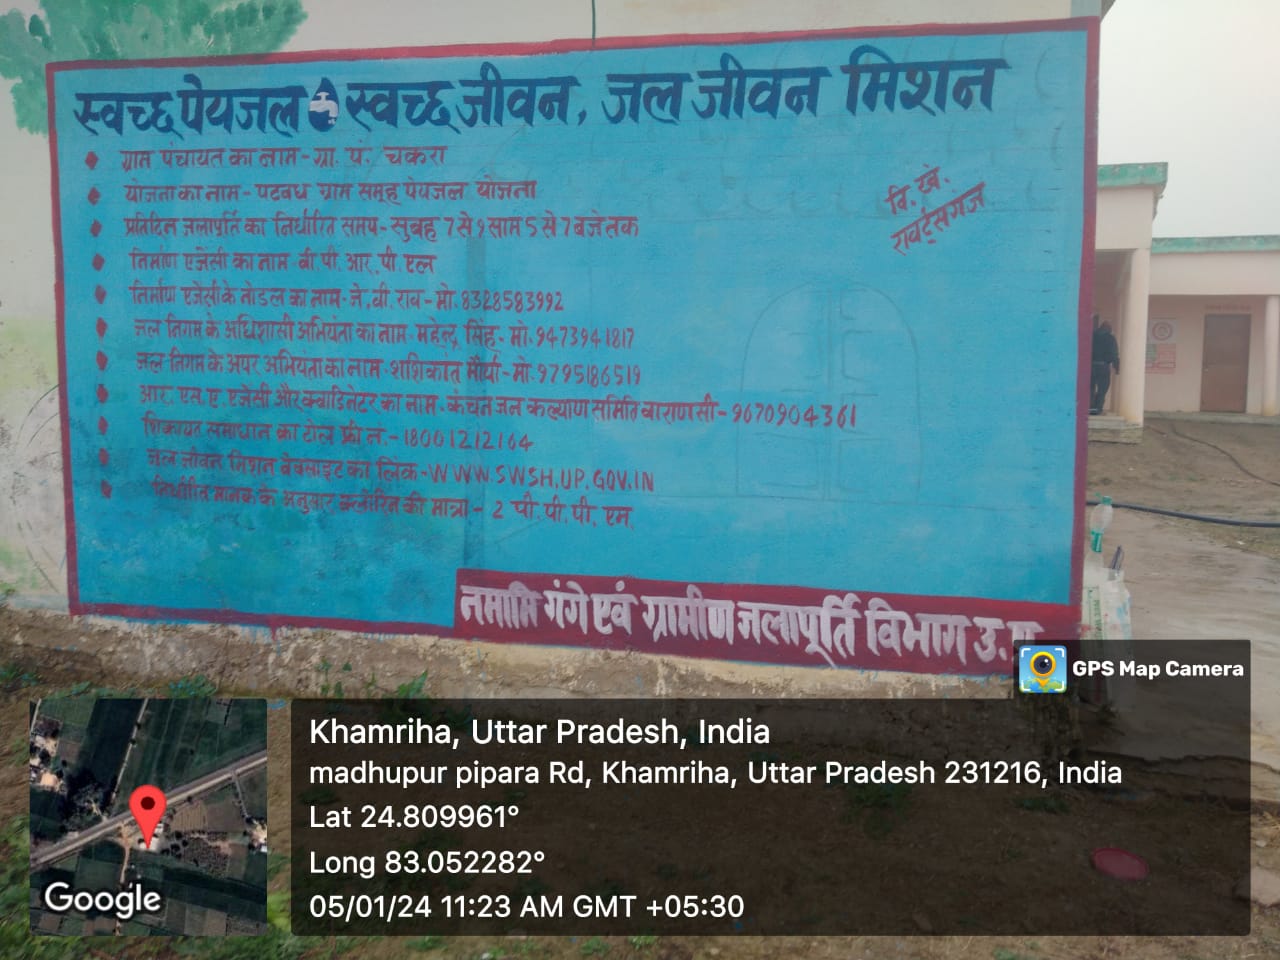 स्वच्छ पेयजल स्वच्छ जीवन, जल जीवन मिशन
ग्राम पंचायत का नाम - ग्रा. पं. चकरा
योजना का नाम - पटवध ग्राम समूह पेयजल योजना
प्रतिदिन जलापूर्ति का निर्धारित समय - सुबह 7 से 9 साम 5 से 7 बजे तक
निर्माण एजेंसी का नाम - वी. पी. आर. पी. एल
निर्माण एजेंसी के नोडल का नाम - जे. वी. राव - मो. 8328583992
जल निगम के अधिशासी अभियंता का नाम - महेन्द्र सिंह - मो. 9473941817
जल निगम के अपर अभियंता का नाम - शशिकांत मौर्या - मो. 9795186519
आर. एस. ए. एजेंसी और क्वाडिनेटर का नाम - कंचन जन कल्याण समिति वाराणसी - 9670904361
शिकायत समाधान का टोल फ्री नं. - 18001212164
जल जीवन मिशन वेबसाइट का लिंक - WWW.SWSH.UP.GOV.IN
निर्धारित मानक के अनुसार क्लोरिन की मात्रा - 2 पी. पी. पी. एम.
वि. खं.
रावर्ट्सगंज
नमामि गंगे एवं ग्रामीण जलापूर्ति विभाग उ.
GPS Map Camera
Khamriha, Uttar Pradesh, India
madhupur pipara Rd, Khamriha, Uttar Pradesh 231216, India
Lat 24.809961°
Long 83.052282°
05/01/24 11:23 AM GMT +05:30
Google